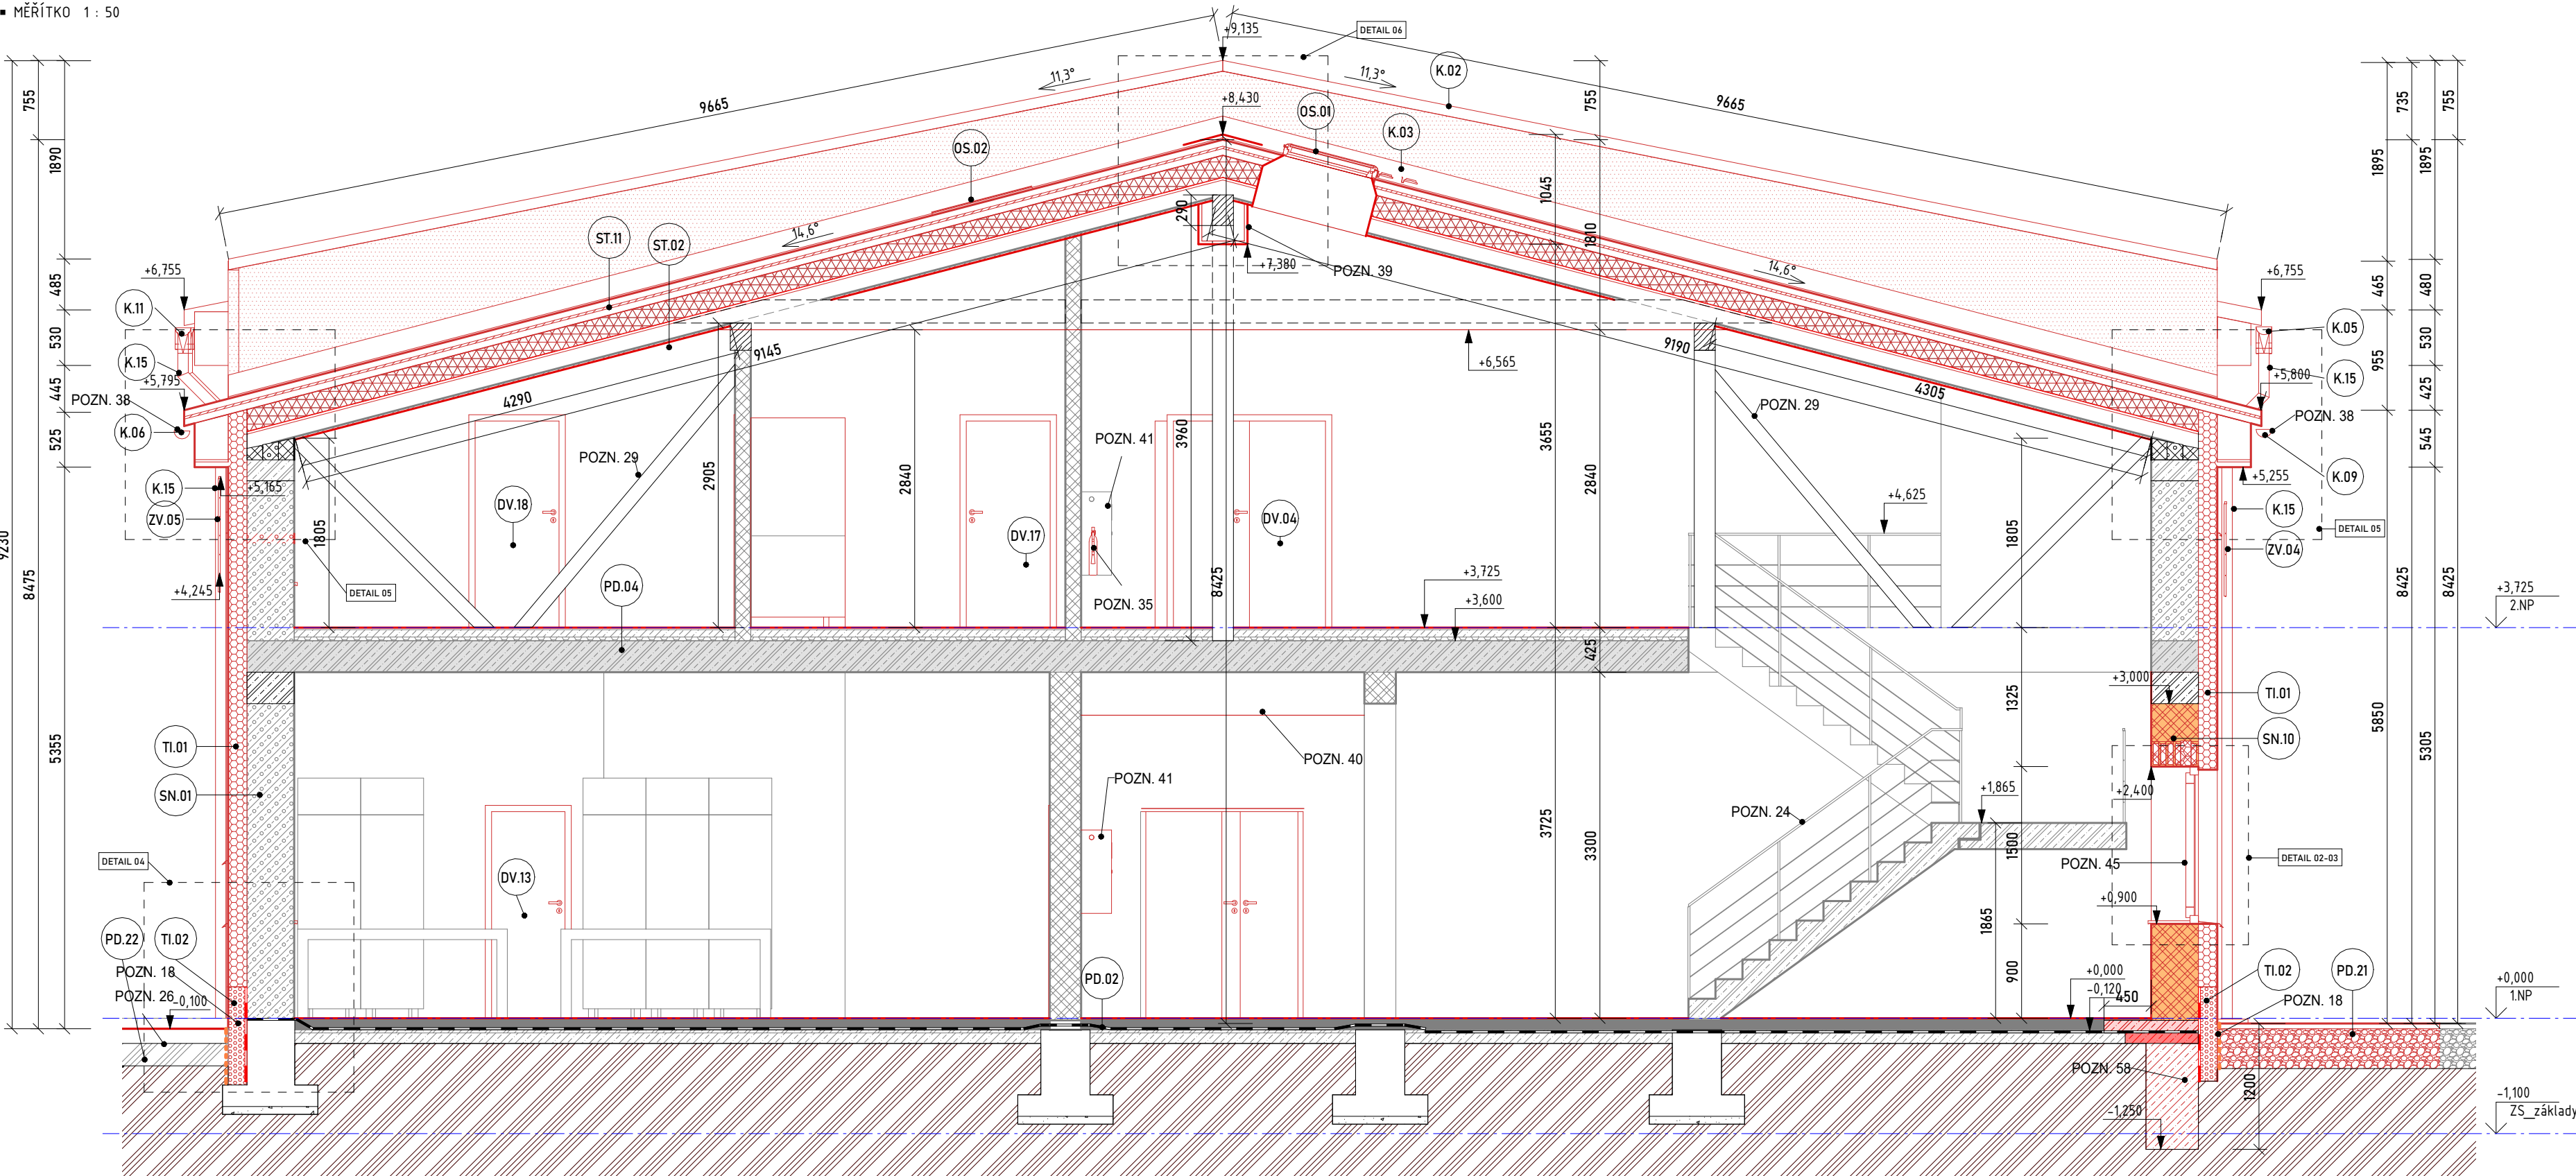 MĚŘÍTKO 1 : 50
+9,135
DETAIL 06
11,3°
11,3°
K.02
9665
9665
755
755
735
755
+8,430
OS.01
K.03
OS.02
1890
1045
1810
1895
1895
290
14,6°
ST.11
ST.02
+7,380
POZN. 39
14,6°
+6,755
+6,755
485
465
480
K.11
K.05
530
530
9145
9190
+6,565
K.15
K.15
955
+5,795
+5,800
445
425
4290
4305
POZN. 38
POZN. 29
POZN. 38
K.06
525
POZN. 29
2905
2840
3960
POZN. 41
3655
2840
545
K.09
K.15
+5,165
+5,255
K.15
ZV.05
DV.18
DV.17
DV.04
+4,625
1805
1805
DETAIL 05
ZV.04
9230
8475
8425
8425
8425
+4,245
DETAIL 05
PD.04
POZN. 35
+3,725
+3,600
+3,725
2.NP
425
1325
+3,000
TI.01
5355
5850
5305
TI.01
SN.10
POZN. 40
POZN. 41
SN.01
+2,400
+1,865
POZN. 24
3725
3300
1500
POZN. 45
DETAIL 02-03
DETAIL 04
DV.13
+0,900
1865
900
PD.22
TI.02
POZN. 18
POZN. 26
-0,100
PD.02
+0,000
-0,120
450
TI.02
PD.21
POZN. 18
+0,000
1.NP
POZN. 58
1200
-1,250
-1,100
ZS_základy